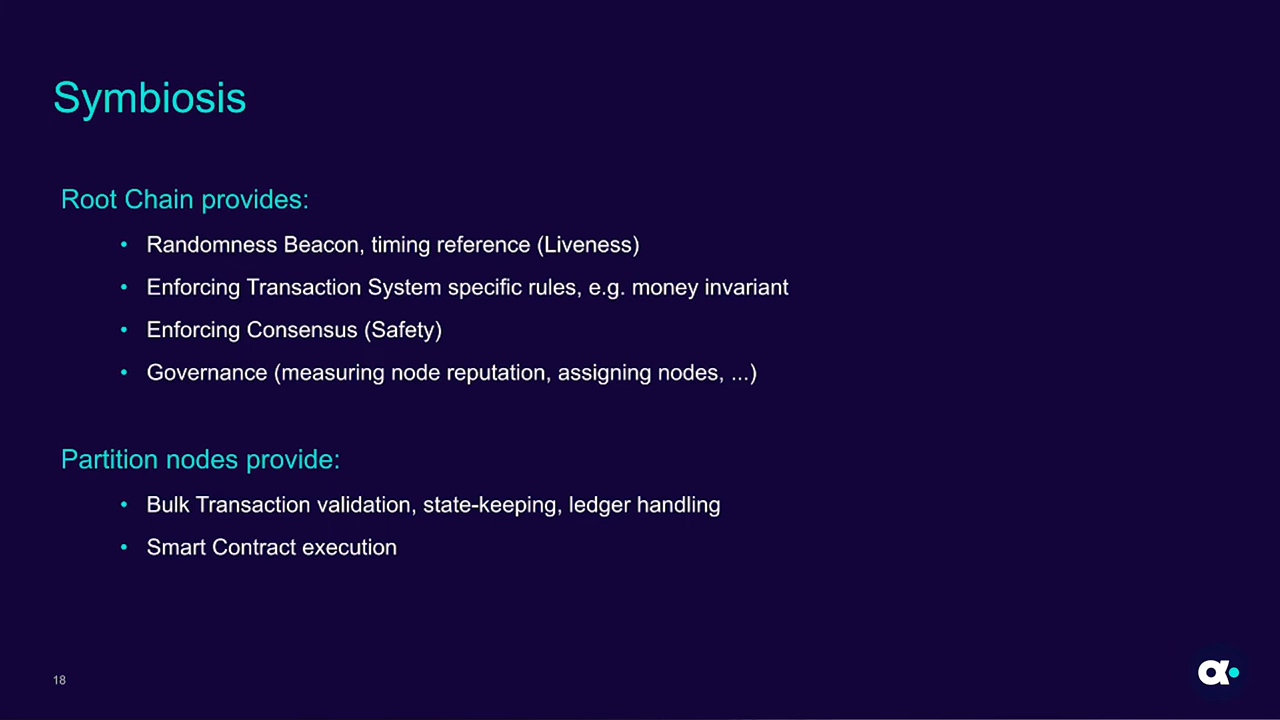 Symbiosis
Root Chain provides:
• Randomness Beacon, timing reference (Liveness)
• Enforcing Transaction System specific rules, e.g. money invariant
• Enforcing Consensus (Safety)
• Governance (measuring node reputation, assigning nodes, ...)
Partition nodes provide:
• Bulk Transaction validation, state-keeping, ledger handling
• Smart Contract execution
18